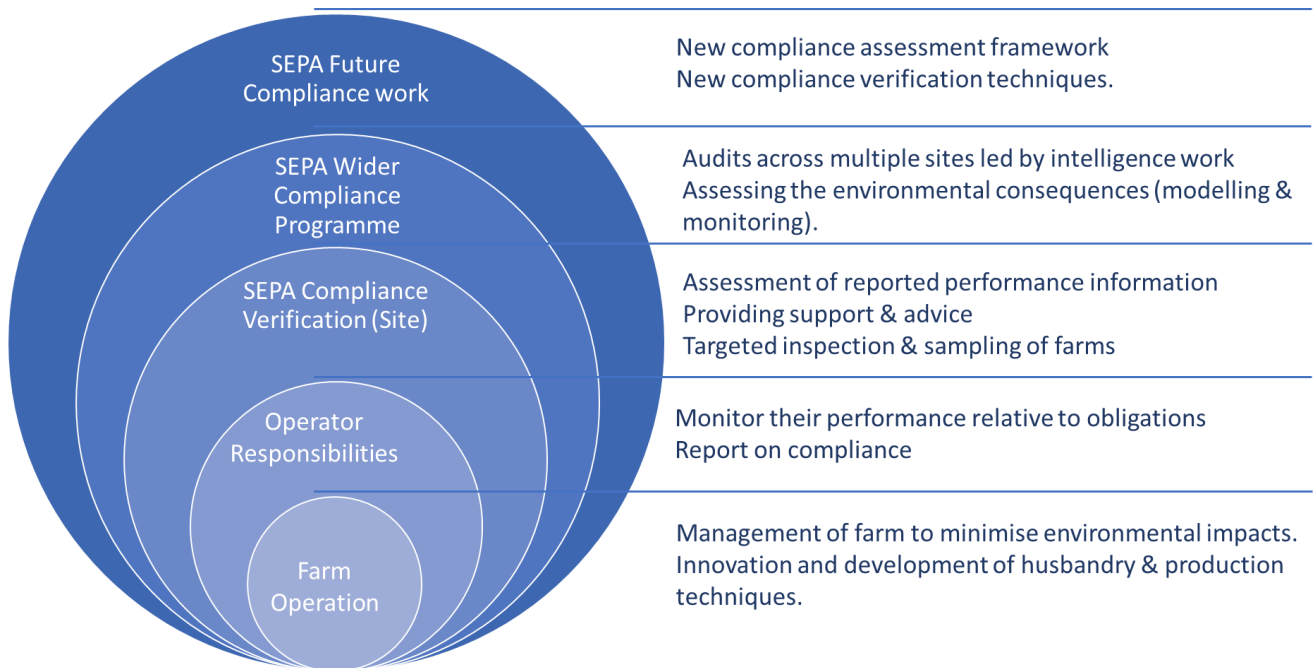 SEPA Future
Compliance work
New compliance assessment framework
New compliance verification techniques.
SEPA Wider
Compliance
Programme
Audits across multiple sites led by intelligence work
Assessing the environmental consequences (modelling &
monitoring).
SEPA Compliance
Verification (Site)
Assessment of reported performance information
Providing support & advice
Targeted inspection & sampling of farms
Operator
Responsibilities
Monitor their performance relative to obligations
Report on compliance
Farm
Operation
Management of farm to minimise environmental impacts.
Innovation and development of husbandry & production
techniques.